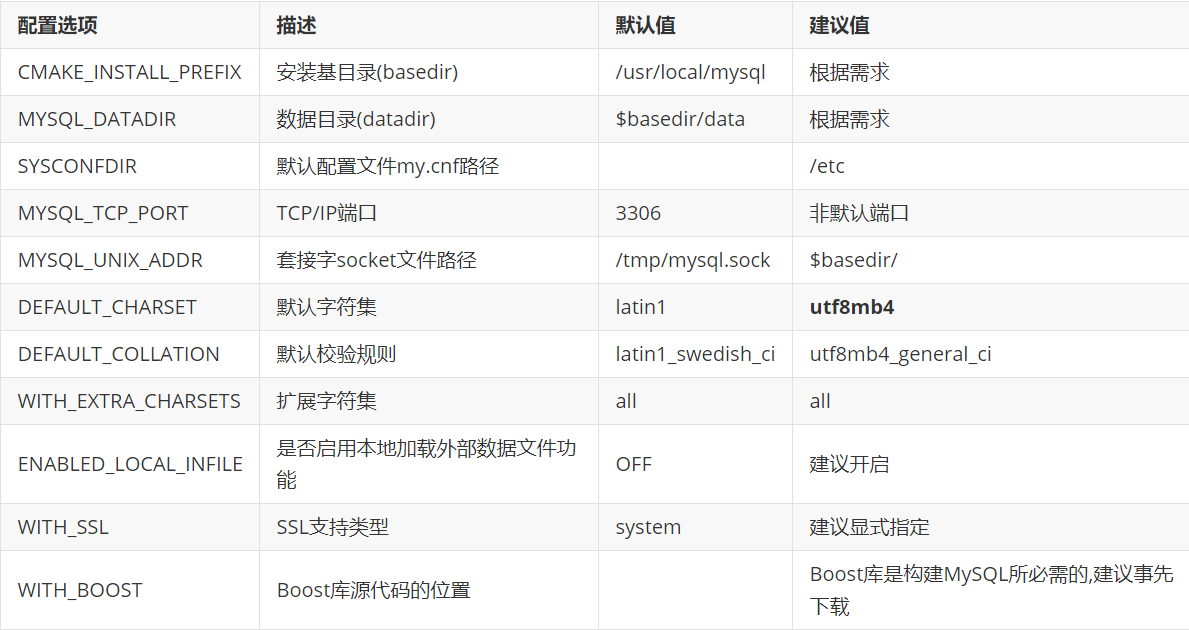 配置选项 描述 默认值 建议值
CMAKE_INSTALL_PREFIX 安装基目录(basedir) /usr/local/mysql 根据需求
MYSQL_DATADIR 数据目录(datadir) $basedir/data 根据需求
SYSCONFDIR 默认配置文件my.cnf路径 /etc
MYSQL_TCP_PORT TCP/IP端口 3306 非默认端口
MYSQL_UNIX_ADDR 套接字socket文件路径 /tmp/mysql.sock $basedir/
DEFAULT_CHARSET 默认字符集 latin1 utf8mb4
DEFAULT_COLLATION 默认校验规则 latin1_swedish_ci utf8mb4_general_ci
WITH_EXTRA_CHARSETS 扩展字符集 all all
ENABLED_LOCAL_INFILE 是否启用本地加载外部数据文件功
能 OFF 建议开启
WITH_SSL SSL支持类型 system 建议显式指定
WITH_BOOST Boost库源代码的位置 Boost库是构建MySQL所必需的,建议事先
下载